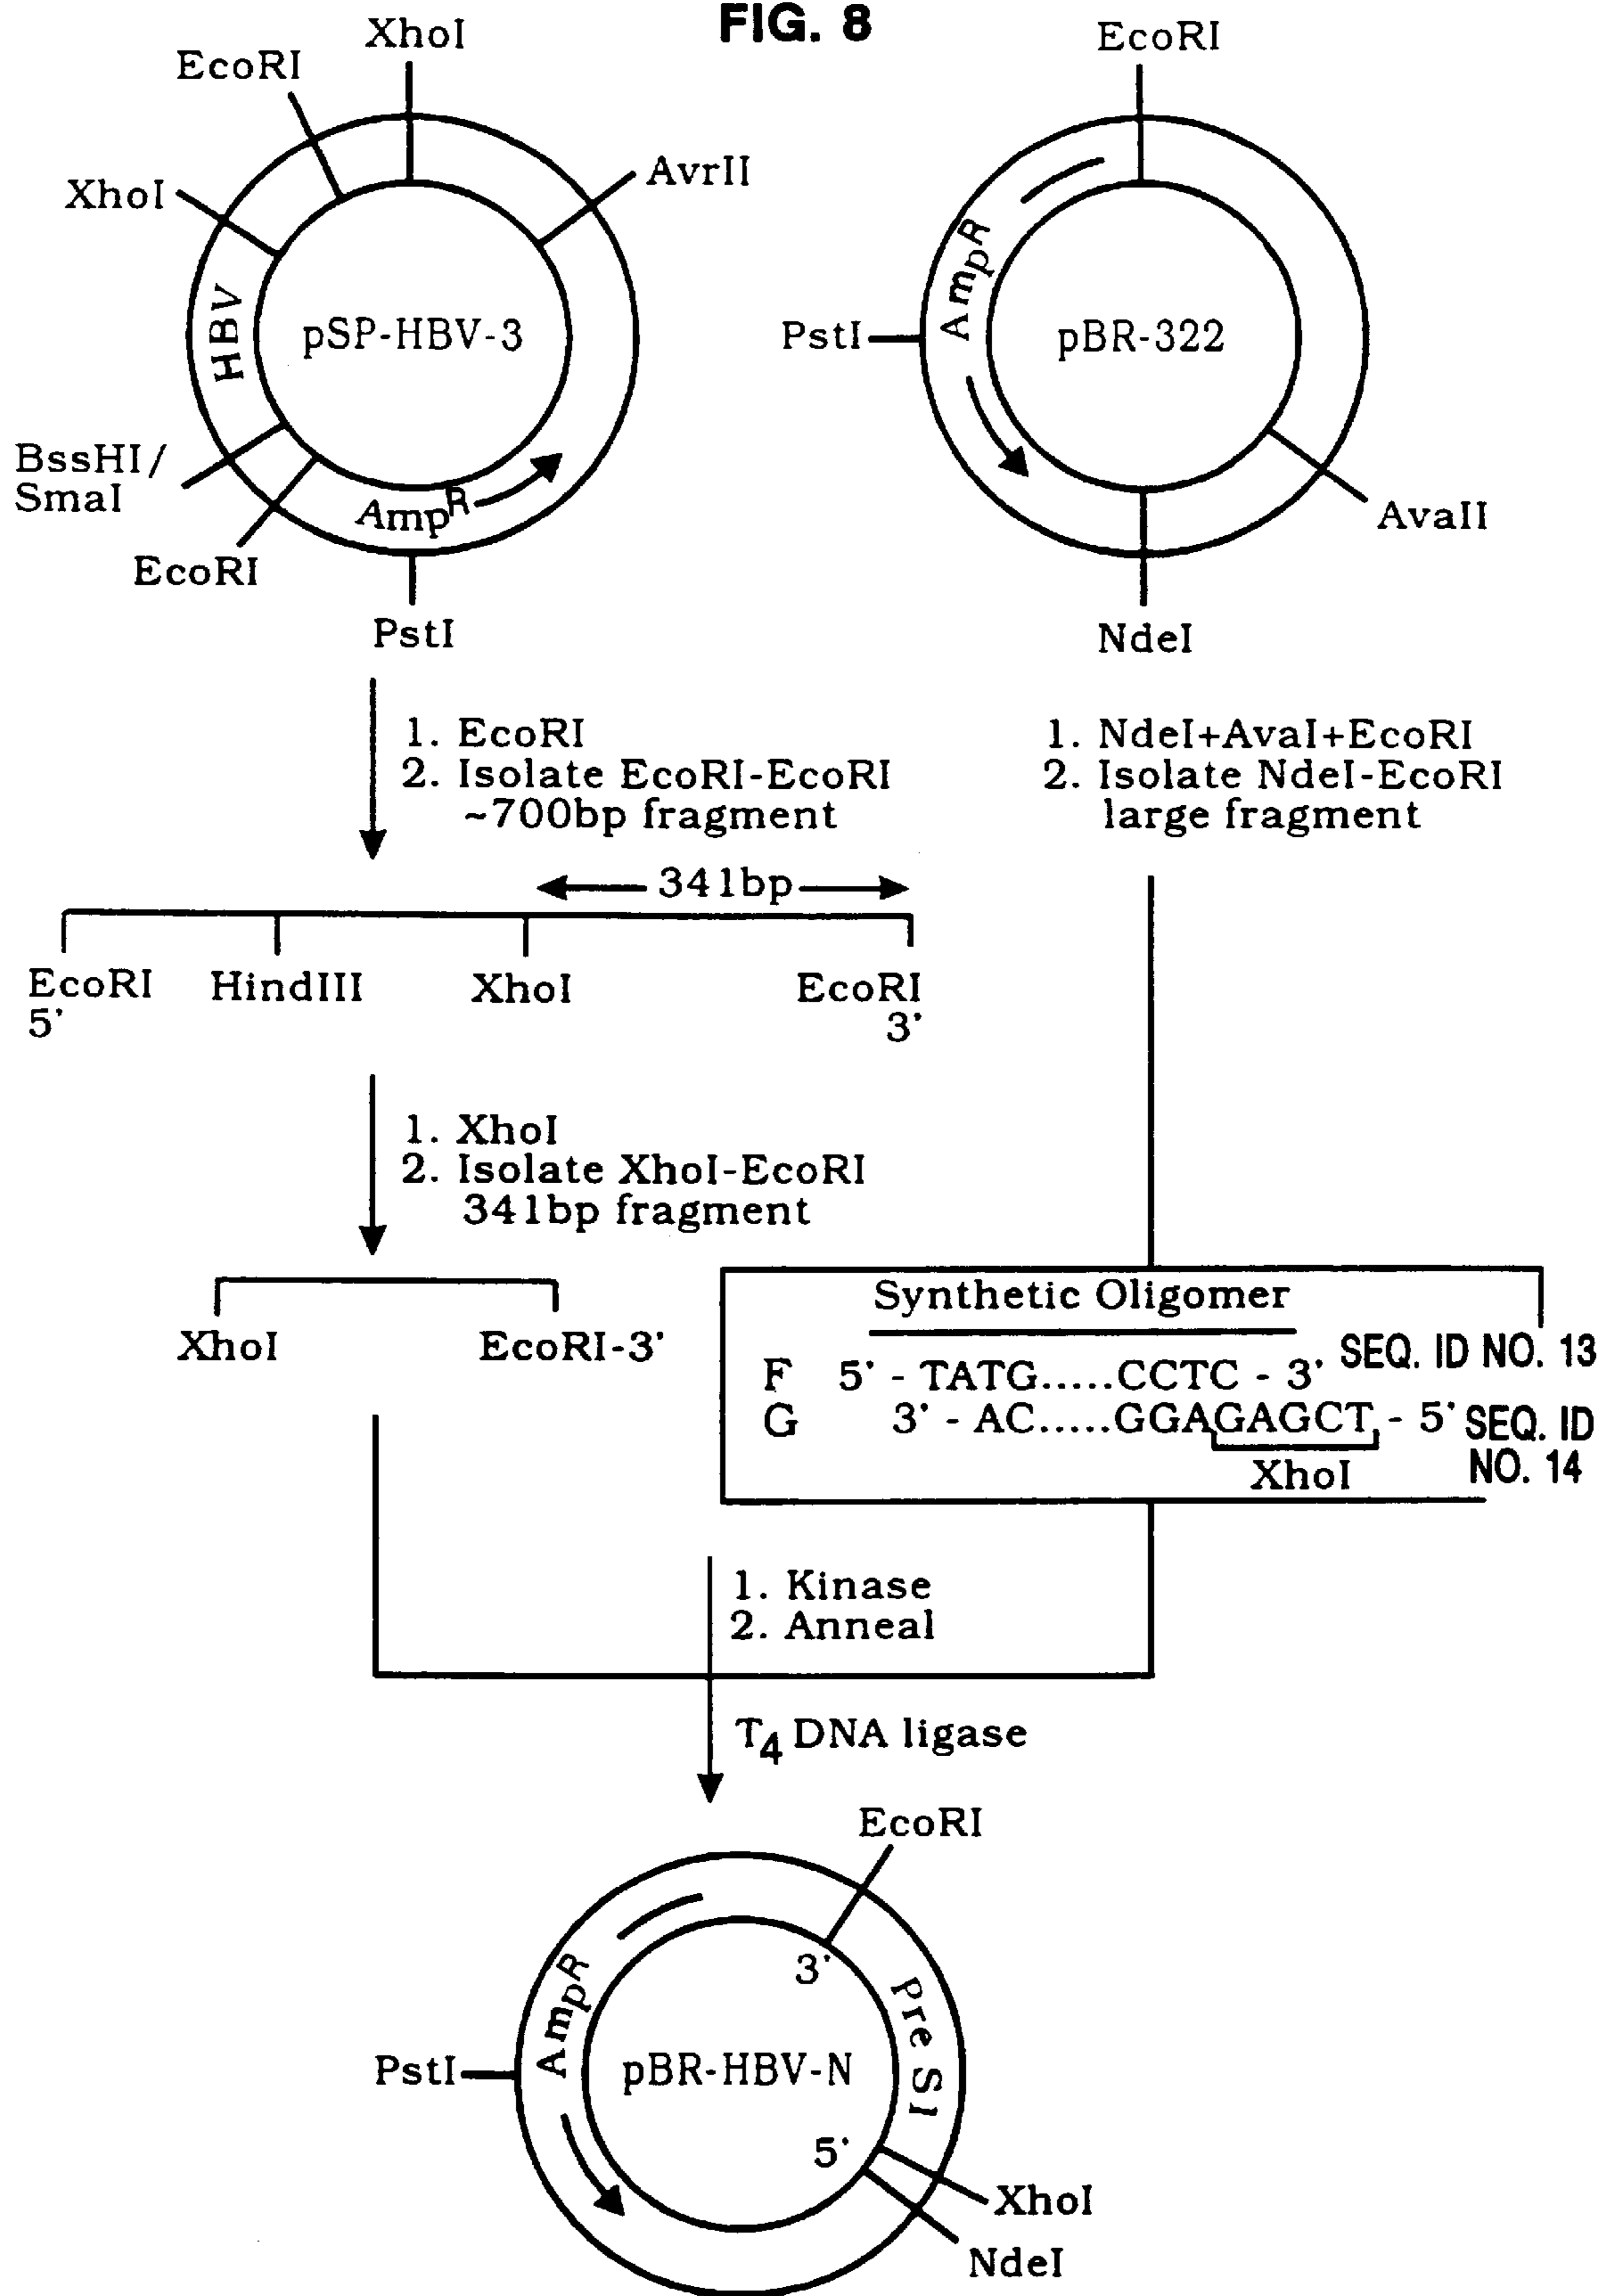 FIG. 8
XhoI
EcoRI
XhoI
AvrII
HBV
pSP-HBV-3
BssHI/
SmaI
EcoRI
AmpR
PstI
EcoRI
AmpR
PstI
pBR-322
AvaII
NdeI
1. EcoRI
2. Isolate EcoRI-EcoRI
~700bp fragment
1. NdeI+AvaI+EcoRI
2. Isolate NdeI-EcoRI
large fragment
341bp
EcoRI HindIII XhoI EcoRI
5' 3'
1. XhoI
2. Isolate XhoI-EcoRI
341bp fragment
XhoI EcoRI-3'
Synthetic Oligomer
F 5' - TATG.....CCTC - 3' SEQ. ID NO. 13
G 3' - AC.....GGAGAGCT - 5' SEQ. ID
NO. 14
XhoI
1. Kinase
2. Anneal
T4 DNA ligase
EcoRI
3'
AmpR
Pre S1
PstI
pBR-HBV-N
5'
XhoI
NdeI